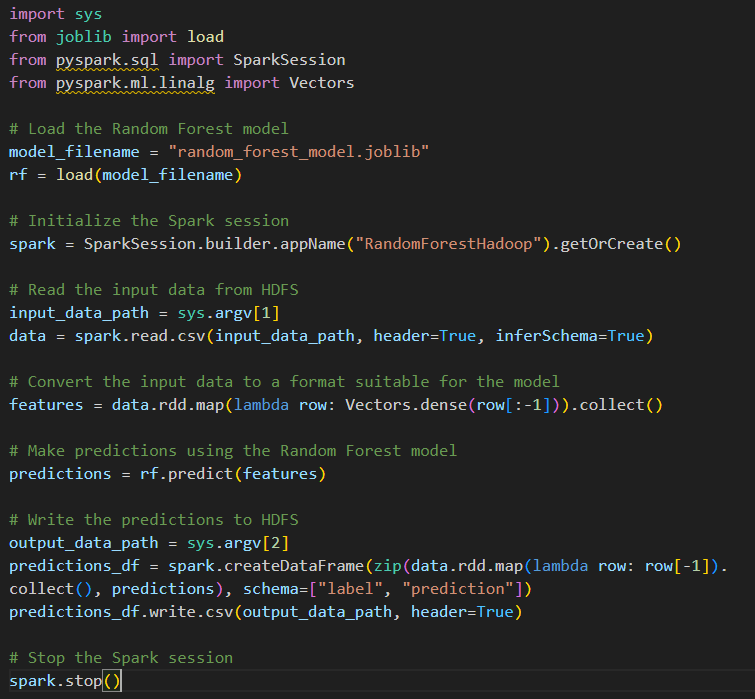 import sys
from joblib import load
from pyspark.sql import SparkSession
from pyspark.ml.linalg import Vectors
# Load the Random Forest model
model_filename = "random_forest_model.joblib"
rf = load(model_filename)
# Initialize the Spark session
spark = SparkSession.builder.appName("RandomForestHadoop").getOrCreate()
# Read the input data from HDFS
input_data_path = sys.argv[1]
data = spark.read.csv(input_data_path, header=True, inferSchema=True)
# Convert the input data to a format suitable for the model
features = data.rdd.map(lambda row: Vectors.dense(row[:-1])).collect()
# Make predictions using the Random Forest model
predictions = rf.predict(features)
# Write the predictions to HDFS
output_data_path = sys.argv[2]
predictions_df = spark.createDataFrame(zip(data.rdd.map(lambda row: row[-1]).
collect(), predictions), schema=["label", "prediction"])
predictions_df.write.csv(output_data_path, header=True)
# Stop the Spark session
spark.stop()